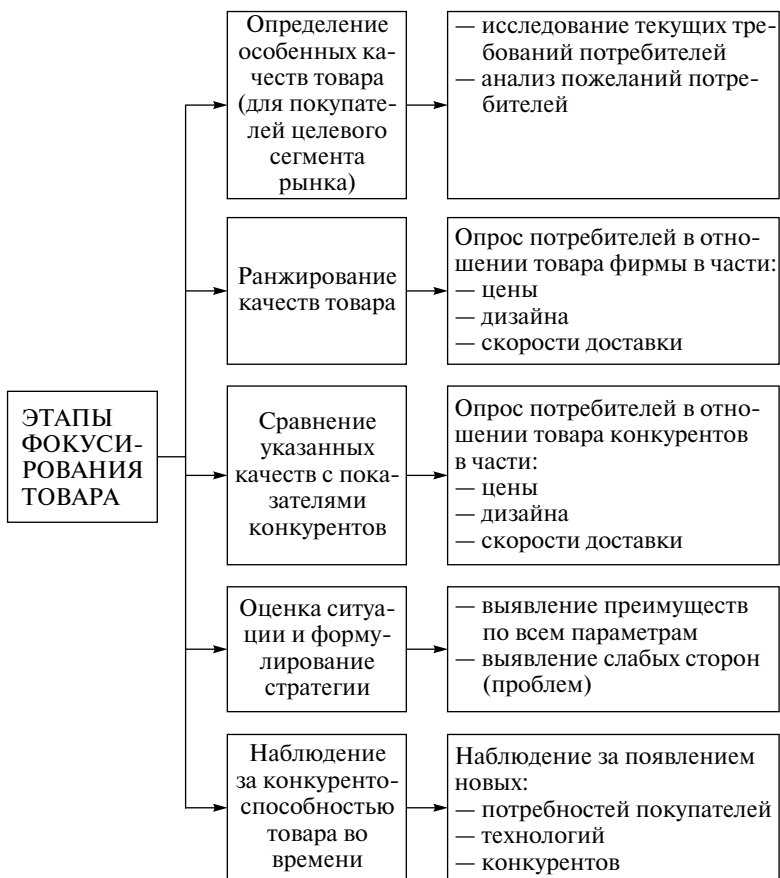 Определение
особенных ка-
честв товара
(для покупате-
лей целевого
сегмента
рынка)
— исследование текущих тре-
бований потребителей
— анализ пожеланий потре-
бителей
Ранжирование
качеств товара
Опрос потребителей в отно-
шении товара фирмы в части:
— цены
— дизайна
— скорости доставки
ЭТАПЫ
ФОКУСИ-
РОВАНИЯ
ТОВАРА
Сравнение
указанных
качеств с пока-
зателями
конкурентов
Опрос потребителей в отно-
шении товара конкурентов
в части:
— цены
— дизайна
— скорости доставки
Оценка ситуа-
ции и форму-
лирование
стратегии
— выявление преимуществ
по всем параметрам
— выявление слабых сторон
(проблем)
Наблюдение
за конкуренто-
способностью
товара во
времени
Наблюдение за появлением
новых:
— потребностей покупателей
— технологий
— конкурентов